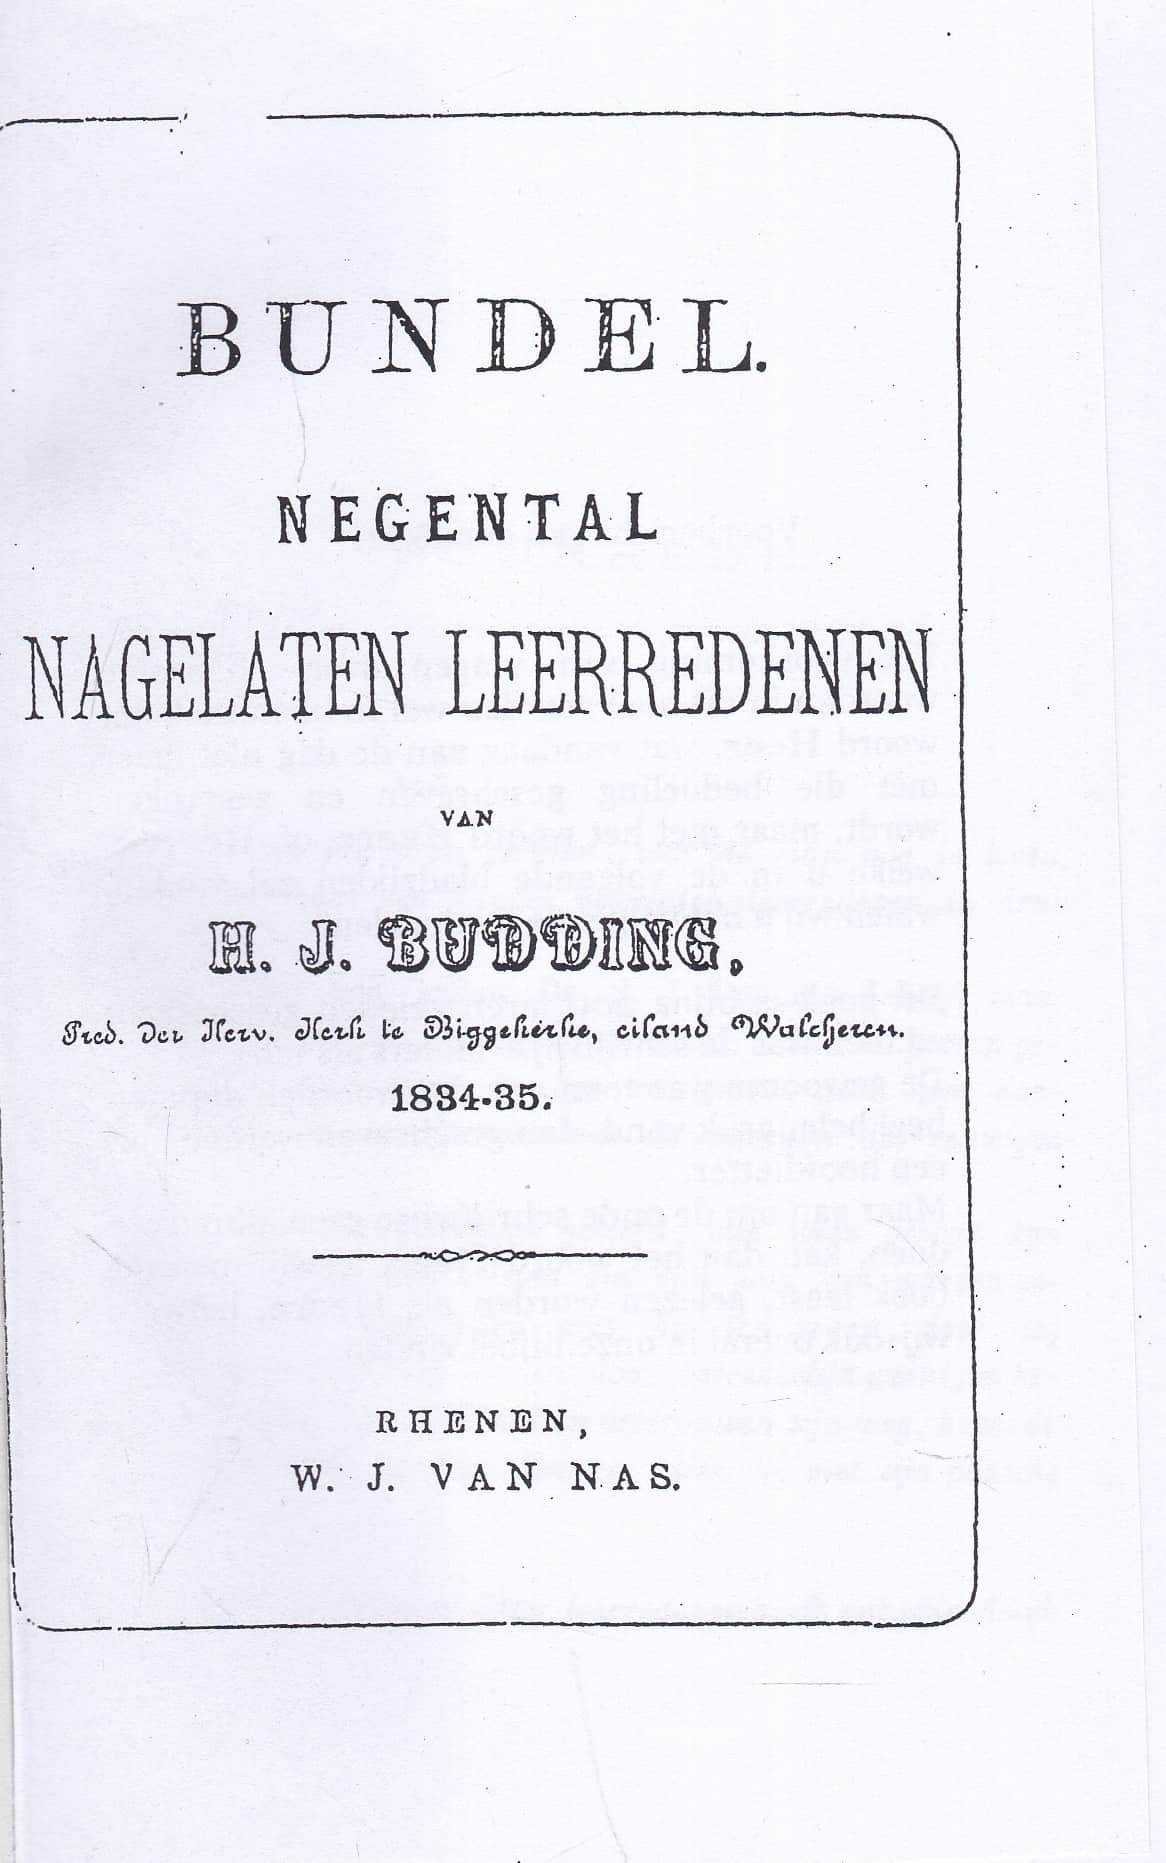 BUNDEL.
NEGENTAL
NAGELATEN LEERREDENEN
VAN
H. J. BUDDING,
Pred. der Herv. Kerk te Biggekerke, eiland Walcheren.
1834-35.
RHENEN,
W. J. VAN NAS.